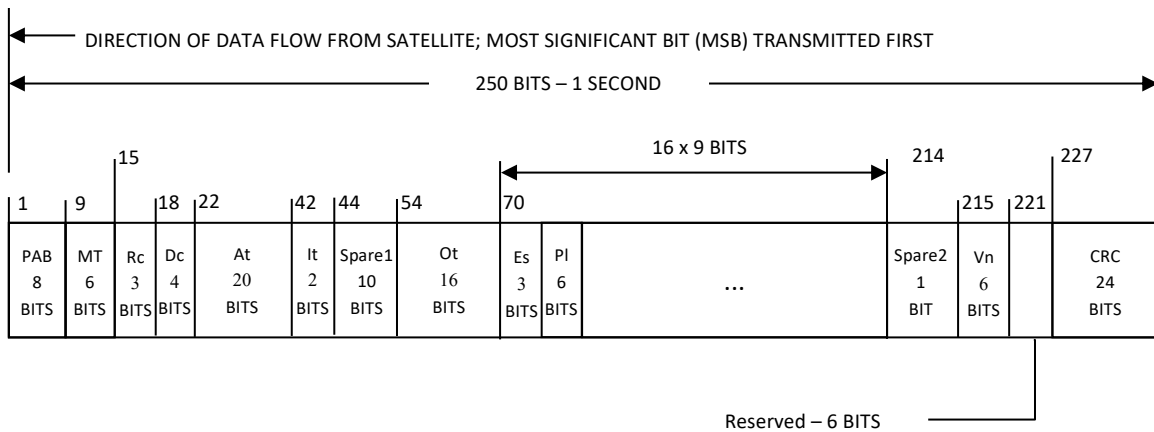 DIRECTION OF DATA FLOW FROM SATELLITE; MOST SIGNIFICANT BIT (MSB) TRANSMITTED FIRST
250 BITS – 1 SECOND
16 x 9 BITS
15
214
227
1
9
18
22
42
44
54
70
215
221
PAB
8
BITS
MT
6
BITS
Rc
3
BITS
Dc
4
BITS
At
20
BITS
It
2
BITS
Spare1
10
BITS
Ot
16
BITS
Es
3
BITS
Pl
6
BITS
...
Spare2
1
BIT
Vn
6
BITS
CRC
24
BITS
Reserved – 6 BITS